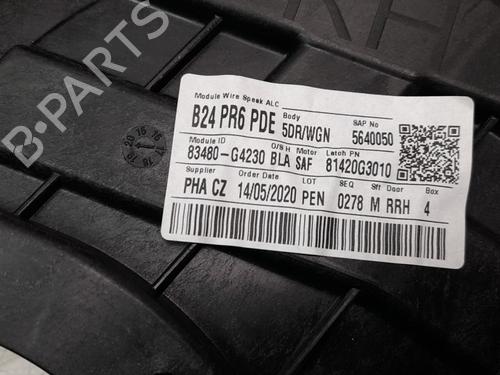 B-PARTS
Module Wire Speak ALC Body SAP No
B24 PR6 PDE 5DR/WGN 5640050
Module ID O/S H Motor Latch PN
83480-G4230 BLA SAF 81420G3010
Supplier Order Date LOT SEQ Sft Door Box
PHA CZ 14/05/2020 PEN 0278 M RRH 4